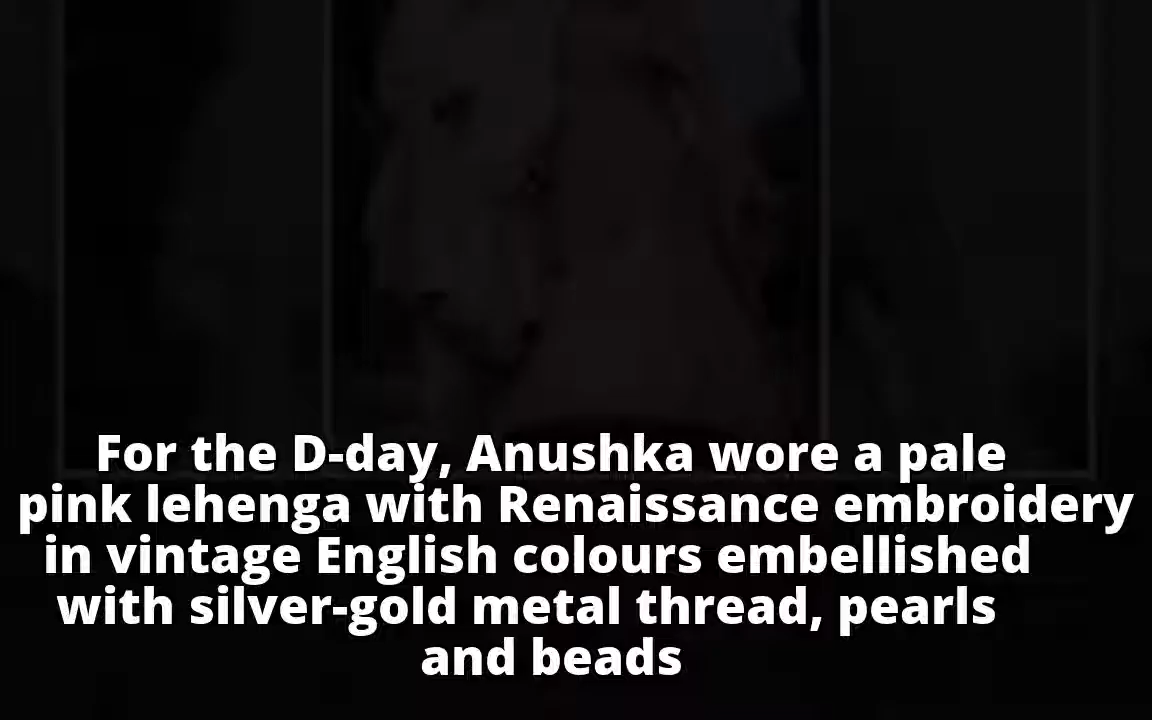 For the D-day, Anushka wore a pale
pink lehenga with Renaissance embroidery
in vintage English colours embellished
with silver-gold metal thread, pearls
and beads